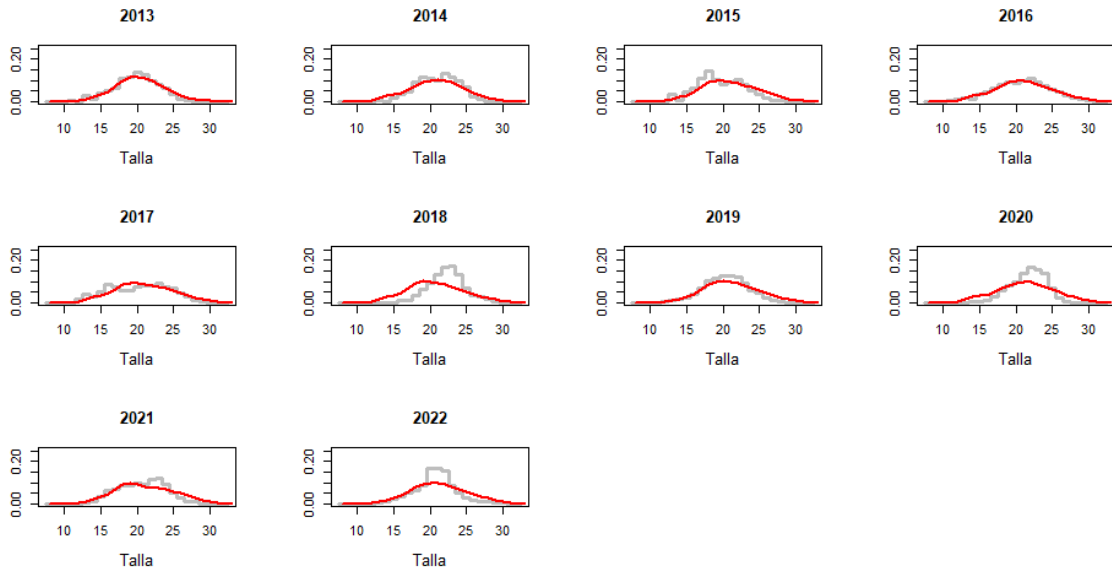 2013 2014 2015 2016
0.20 0.20 0.20 0.20
0.00 0.00 0.00 0.00
10 15 20 25 30 10 15 20 25 30 10 15 20 25 30 10 15 20 25 30
Talla Talla Talla Talla
2017 2018 2019 2020
0.20 0.20 0.20 0.20
0.00 0.00 0.00 0.00
10 15 20 25 30 10 15 20 25 30 10 15 20 25 30 10 15 20 25 30
Talla Talla Talla Talla
2021 2022
0.20 0.20
0.00 0.00
10 15 20 25 30 10 15 20 25 30
Talla Talla